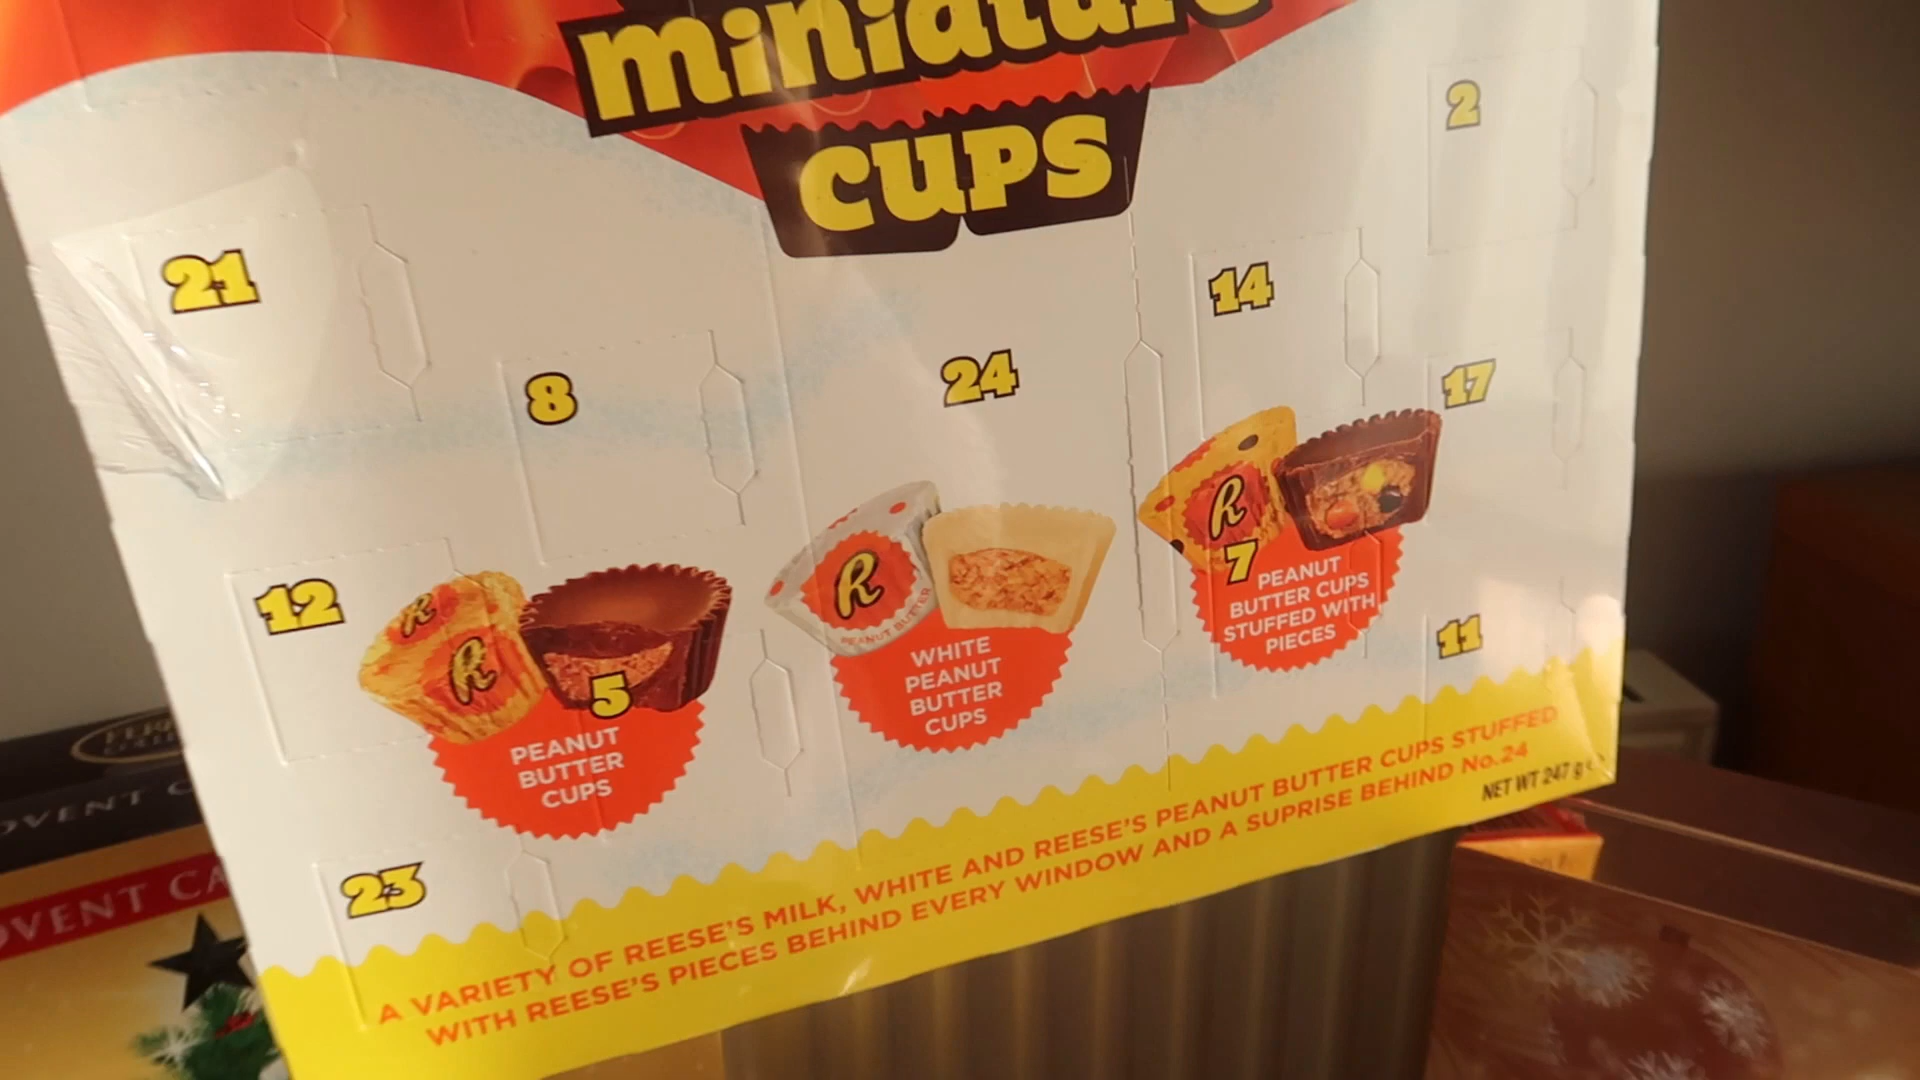 miniature
CUPS
2
21
14
8
24
17
12
R
R
5
PEANUT
BUTTER
CUPS
R
PEANUT BUTTER
WHITE
PEANUT
BUTTER
CUPS
R
7
PEANUT
BUTTER CUPS
STUFFED WITH
PIECES
11
23
A VARIETY OF REESE'S MILK, WHITE AND REESE'S PEANUT BUTTER CUPS STUFFED
WITH REESE'S PIECES BEHIND EVERY WINDOW AND A SUPRISE BEHIND No.24
NET WT 247 g e